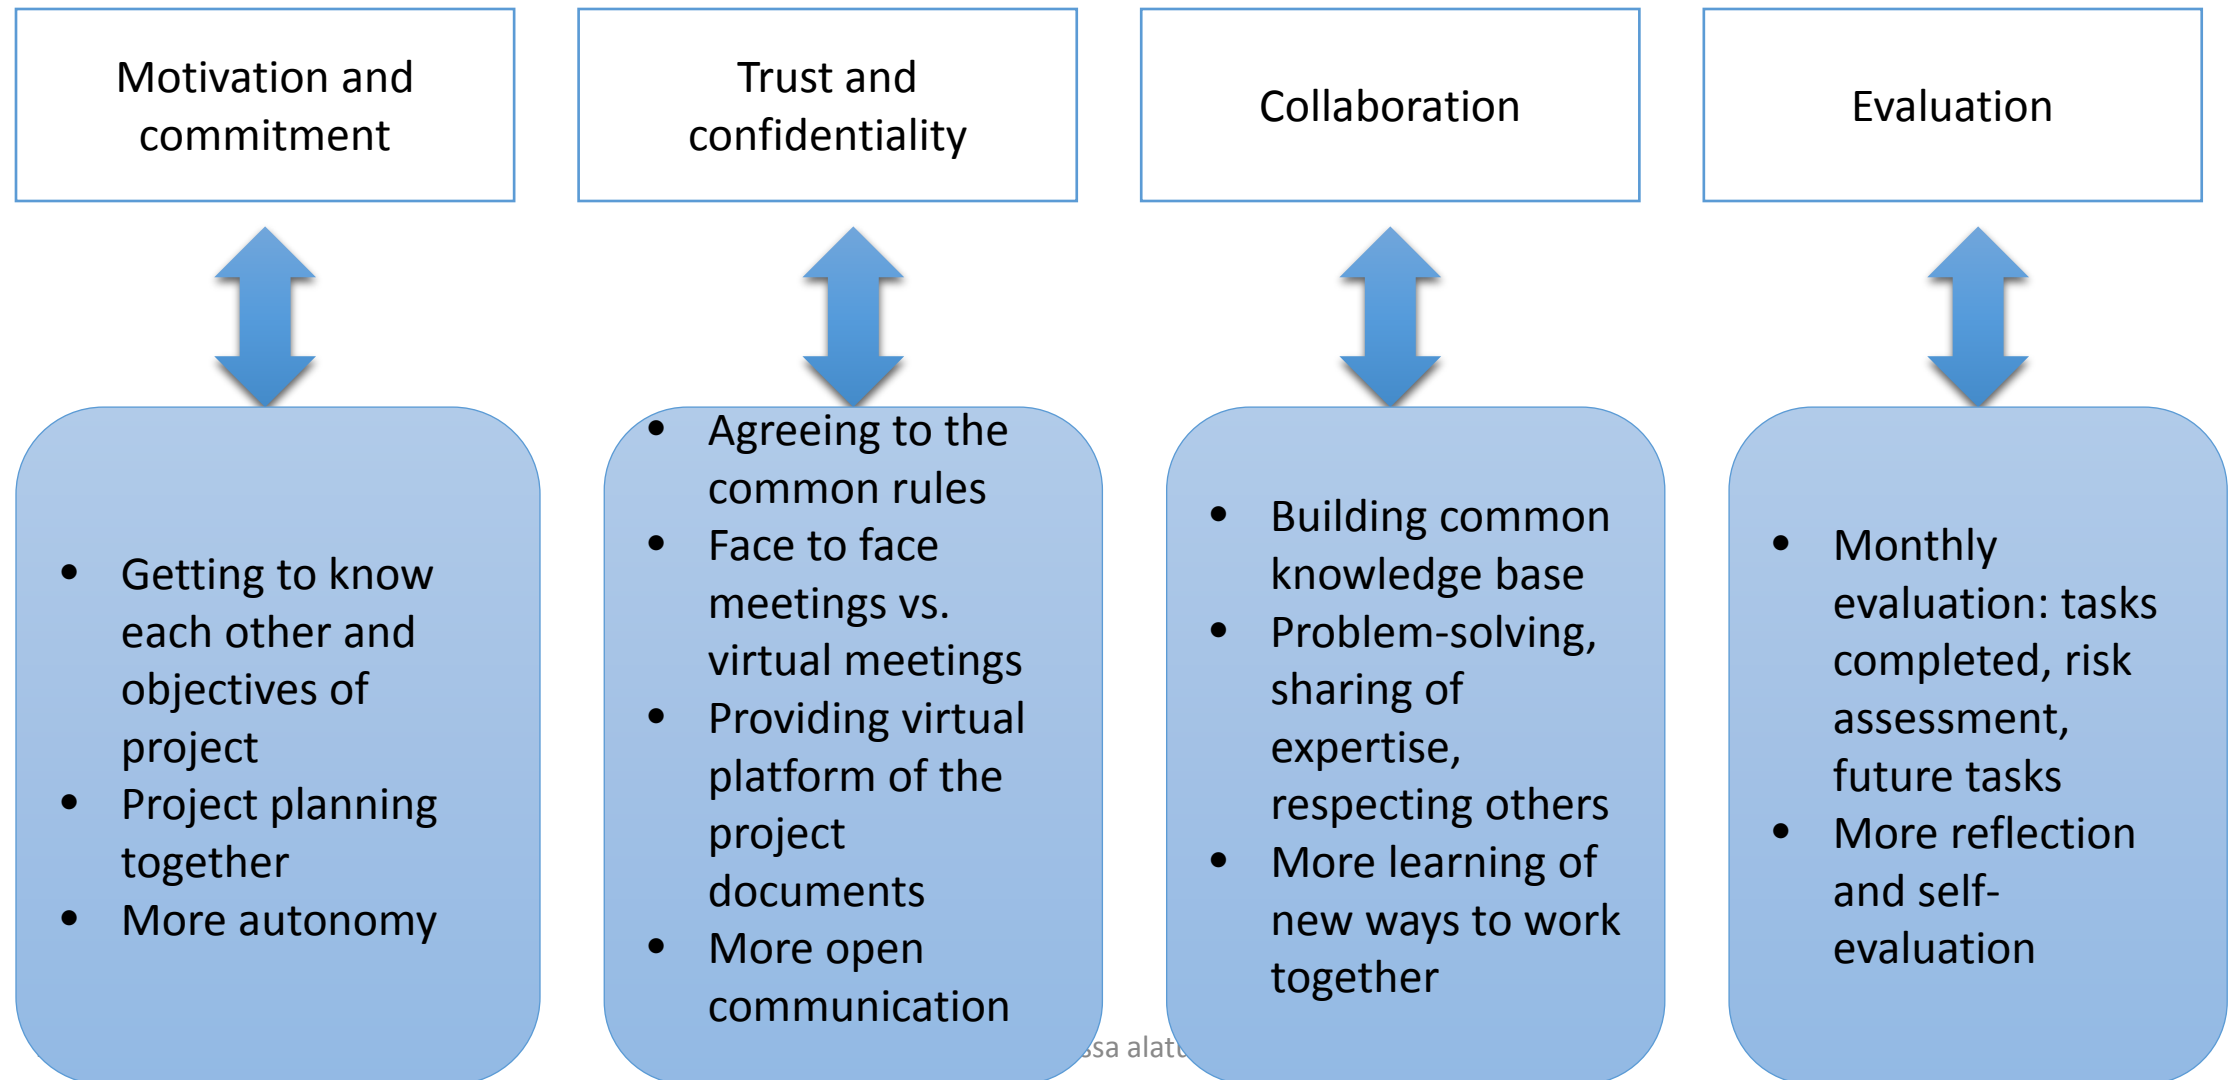 Motivation and
commitment
Trust and
confidentiality
Collaboration
Evaluation
• Getting to know
each other and
objectives of
project
• Project planning
together
• More autonomy
• Agreeing to the
common rules
• Face to face
meetings vs.
virtual meetings
• Providing virtual
platform of the
project
documents
• More open
communication
• Building common
knowledge base
• Problem-solving,
sharing of
expertise,
respecting others
• More learning of
new ways to work
together
• Monthly
evaluation: tasks
completed, risk
assessment,
future tasks
• More reflection
and self-
evaluation